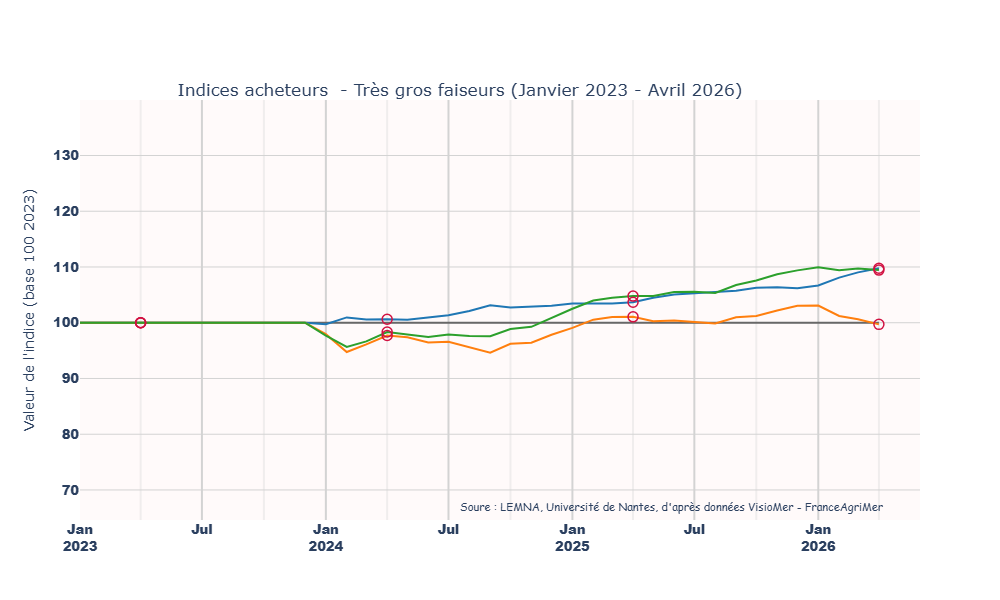 Indices acheteurs  - Très gros faiseurs (Janvier 2023 - Avril 2026)
Valeur de l'indice (base 100 2023)
130
120
110
100
90
80
70
Soure : LEMNA, Université de Nantes, d'après données VisioMer - FranceAgriMer
Jan Jul Jan Jul Jan Jul Jan
2023 2024 2025 2026